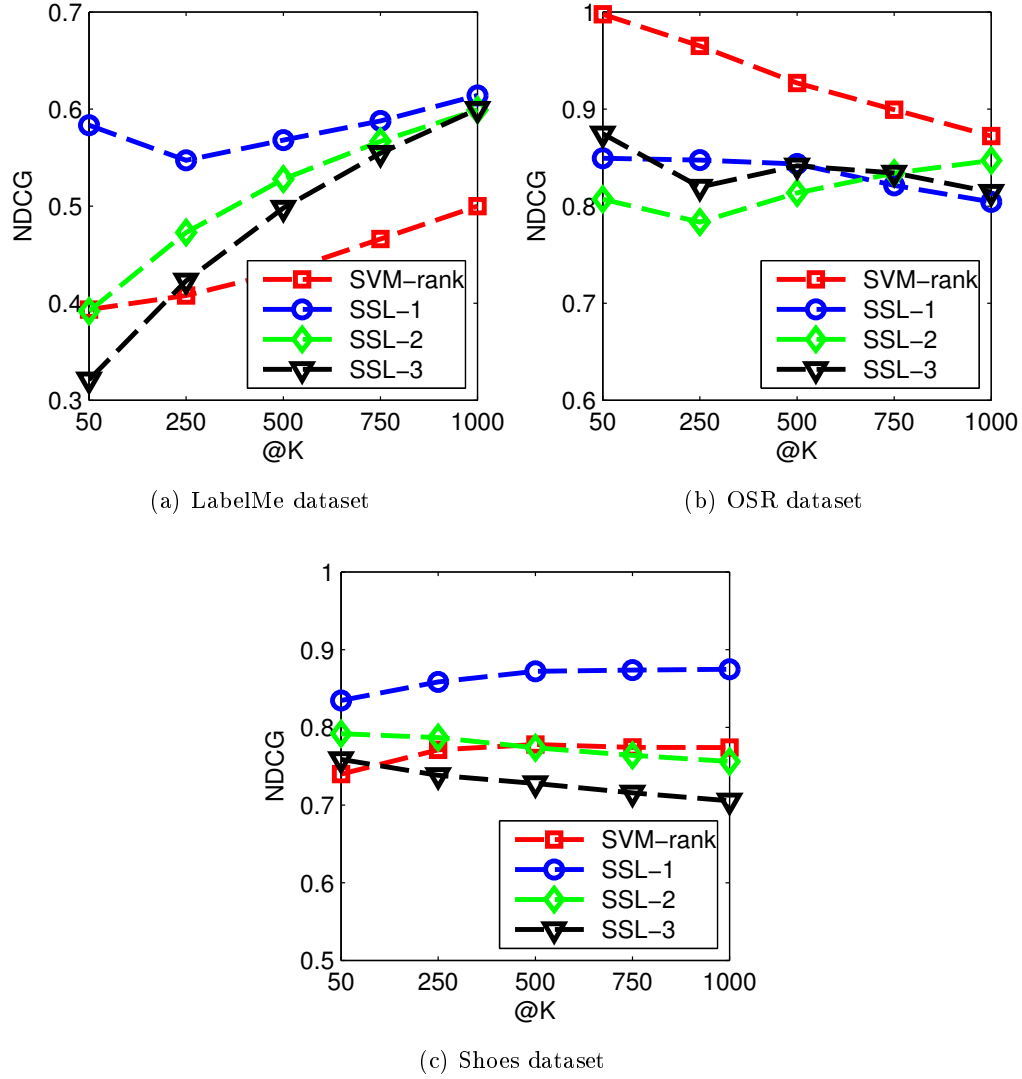 0.7
0.6
0.5
0.4
0.3
NDCG
50 250 500 750 1000
@K
SVM−rank
SSL−1
SSL−2
SSL−3
(a) LabelMe dataset
1
0.9
0.8
0.7
0.6
NDCG
50 250 500 750 1000
@K
SVM−rank
SSL−1
SSL−2
SSL−3
(b) OSR dataset
1
0.9
0.8
0.7
0.6
0.5
NDCG
50 250 500 750 1000
@K
SVM−rank
SSL−1
SSL−2
SSL−3
(c) Shoes dataset